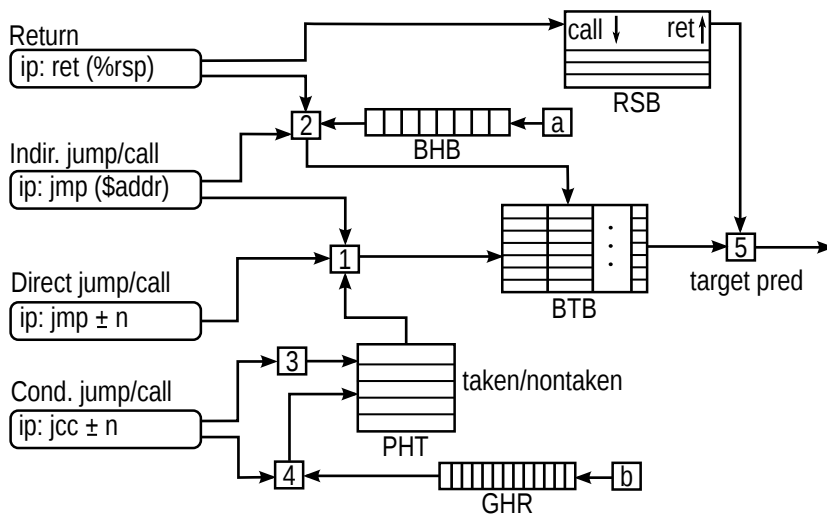 Return
ip: ret (%rsp)
call
ret
RSB
2
a
BHB
Indir. jump/call
ip: jmp ($addr)
1
5
target pred
BTB
Direct jump/call
ip: jmp ± n
3
taken/nontaken
Cond. jump/call
ip: jcc ± n
PHT
4
b
GHR